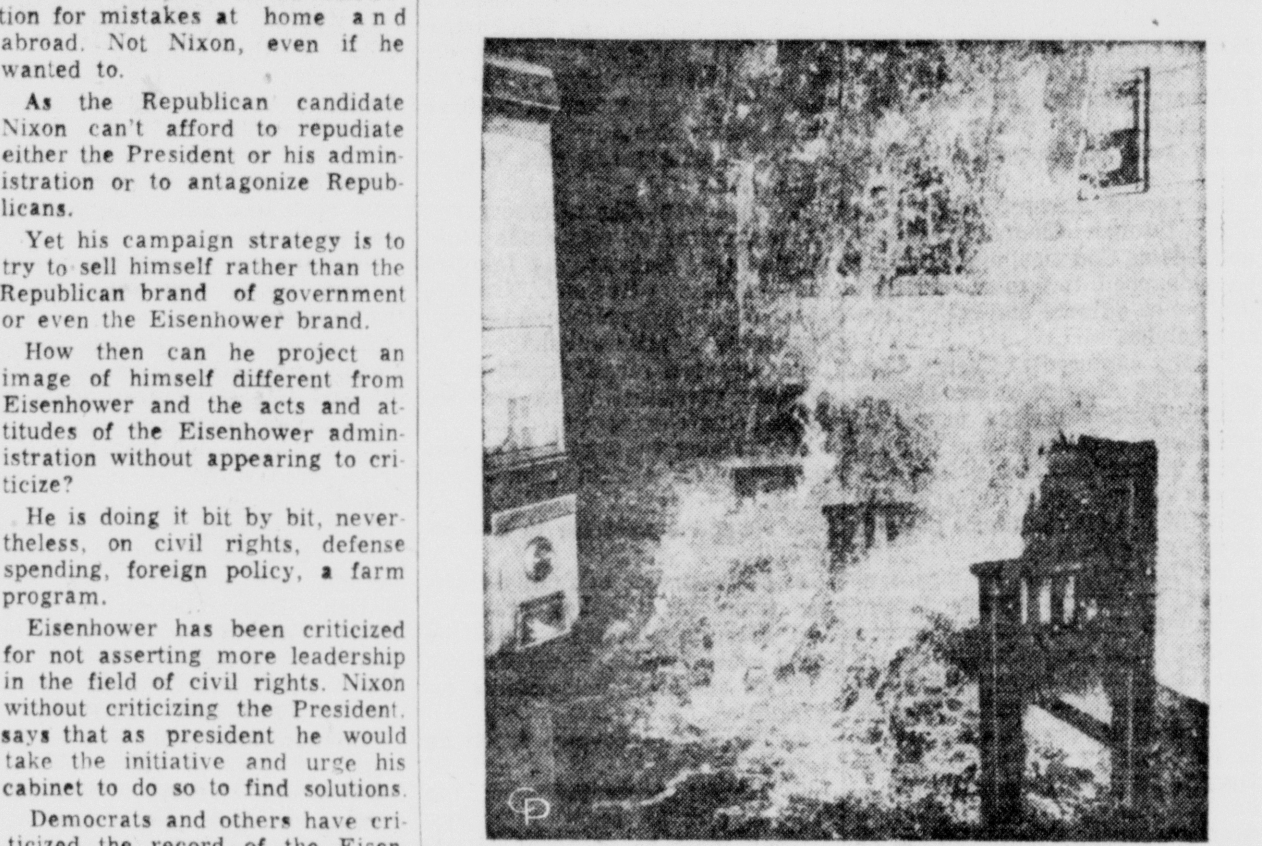 tion for mistakes at home and
abroad. Not Nixon, even if he
wanted to.
As the Republican candidate
Nixon can't afford to repudiate
either the President or his admin-
istration or to antagonize Repub-
licans.
Yet his campaign strategy is to
try to sell himself rather than the
Republican brand of government
or even the Eisenhower brand.
How then can he project an
image of himself different from
Eisenhower and the acts and at-
titudes of the Eisenhower admin-
istration without appearing to cri-
ticize?
He is doing it bit by bit, never-
theless, on civil rights, defense
spending, foreign policy, a farm
program.
Eisenhower has been criticized
for not asserting more leadership
in the field of civil rights. Nixon
without criticizing the President,
says that as president he would
take the initiative and urge his
cabinet to do so to find solutions.
Democrats and others have cri-
ticized the record of the Eisen-
CP